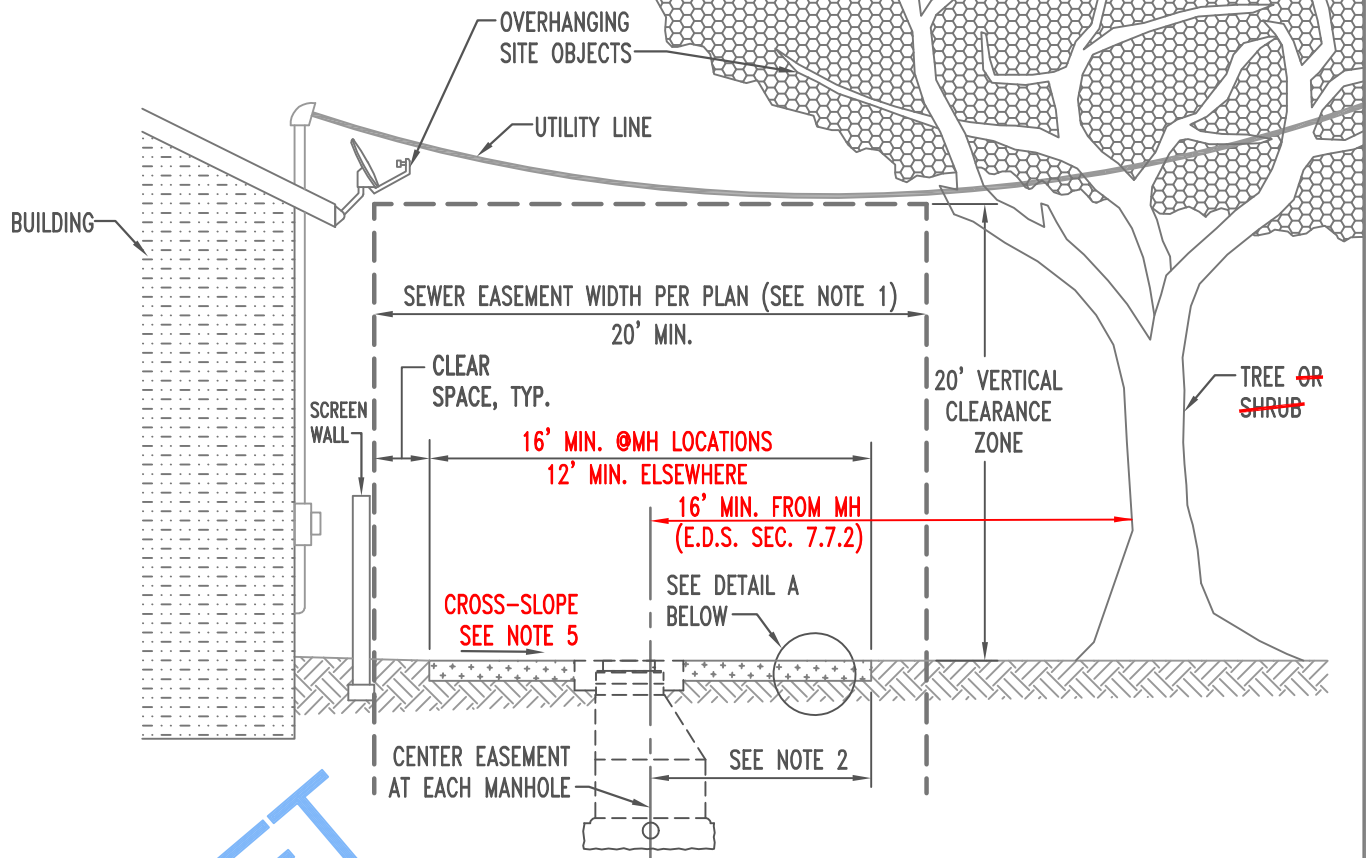 OVERHANGING
SITE OBJECTS
UTILITY LINE
BUILDING
SEWER EASEMENT WIDTH PER PLAN (SEE NOTE 1)
20' MIN.
CLEAR
SPACE, TYP.
20' VERTICAL
CLEARANCE
ZONE
TREE OR
SHRUB
SCREEN
WALL
16' MIN. @MH LOCATIONS
12' MIN. ELSEWHERE
16' MIN. FROM MH
(E.D.S. SEC. 7.7.2)
CROSS-SLOPE
SEE NOTE 5
SEE DETAIL A
BELOW
CENTER EASEMENT
AT EACH MANHOLE
SEE NOTE 2